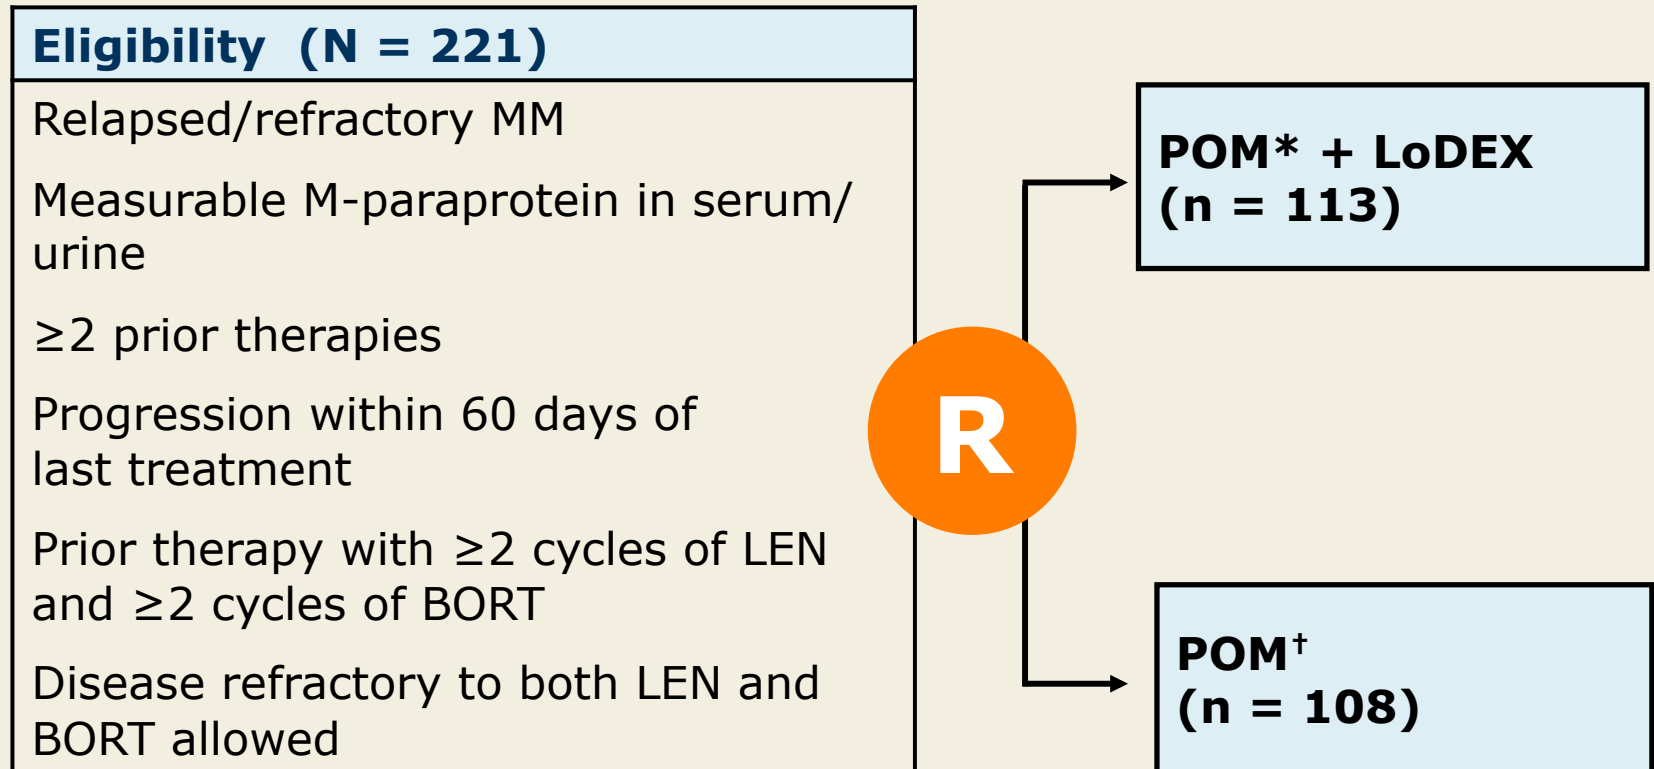 Eligibility (N = 221)
Relapsed/refractory MM
Measurable M-paraprotein in serum/
urine
≥2 prior therapies
Progression within 60 days of
last treatment
Prior therapy with ≥2 cycles of LEN
and ≥2 cycles of BORT
Disease refractory to both LEN and
BORT allowed
R
POM* + LoDEX
(n = 113)
POM†
(n = 108)